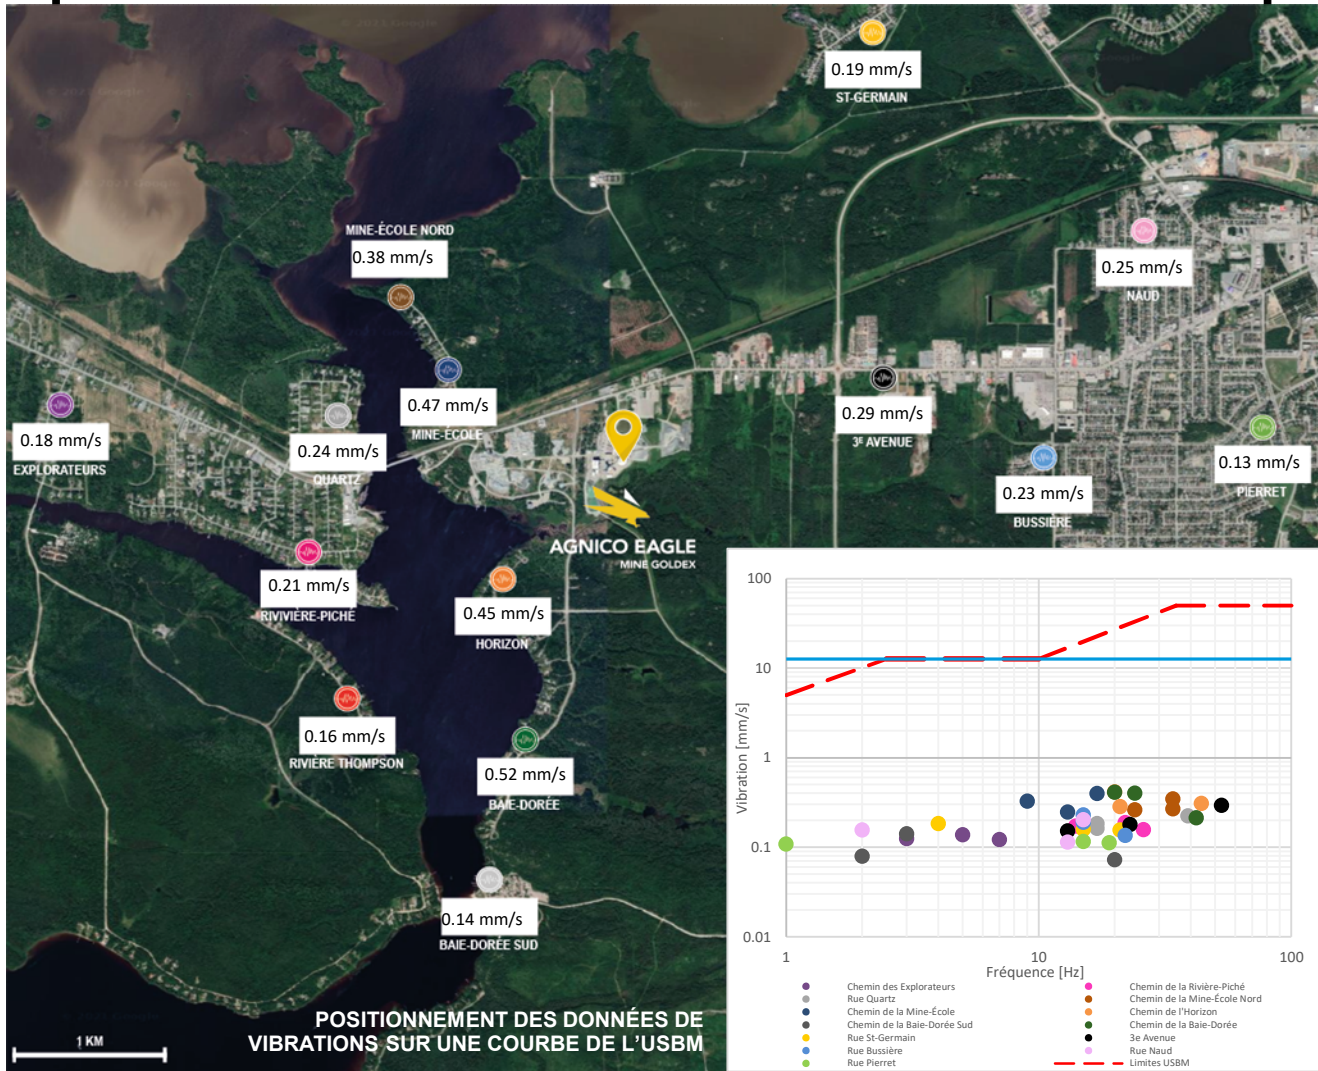 0.19 mm/s
ST-GERMAIN
MINE-ÉCOLE NORD
0.38 mm/s
0.25 mm/s
NAUD
0.47 mm/s
MINE-ÉCOLE
0.18 mm/s
EXPLORATEURS
0.24 mm/s
QUARTZ
0.29 mm/s
3E AVENUE
0.13 mm/s
PIERRET
0.23 mm/s
BUSSIÈRE
AGNICO EAGLE
MINE GOLDEX
0.21 mm/s
RIVIVIÈRE-PICHÉ
0.45 mm/s
HORIZON
0.16 mm/s
RIVIÈRE THOMPSON
0.52 mm/s
BAIE-DORÉE
0.14 mm/s
BAIE-DORÉE SUD
POSITIONNEMENT DES DONNÉES DE
VIBRATIONS SUR UNE COURBE DE L'USBM
1 KM
100
10
1
0.1
0.01
Vibration [mm/s]
1
10
100
Fréquence [Hz]
Chemin des Explorateurs
Chemin de la Rivière-Piché
Rue Quartz
Chemin de la Mine-École Nord
Chemin de la Mine-École
Chemin de l'Horizon
Chemin de la Baie-Dorée Sud
Chemin de la Baie-Dorée
Rue St-Germain
3e Avenue
Rue Bussière
Rue Naud
Rue Pierret
Limites USBM